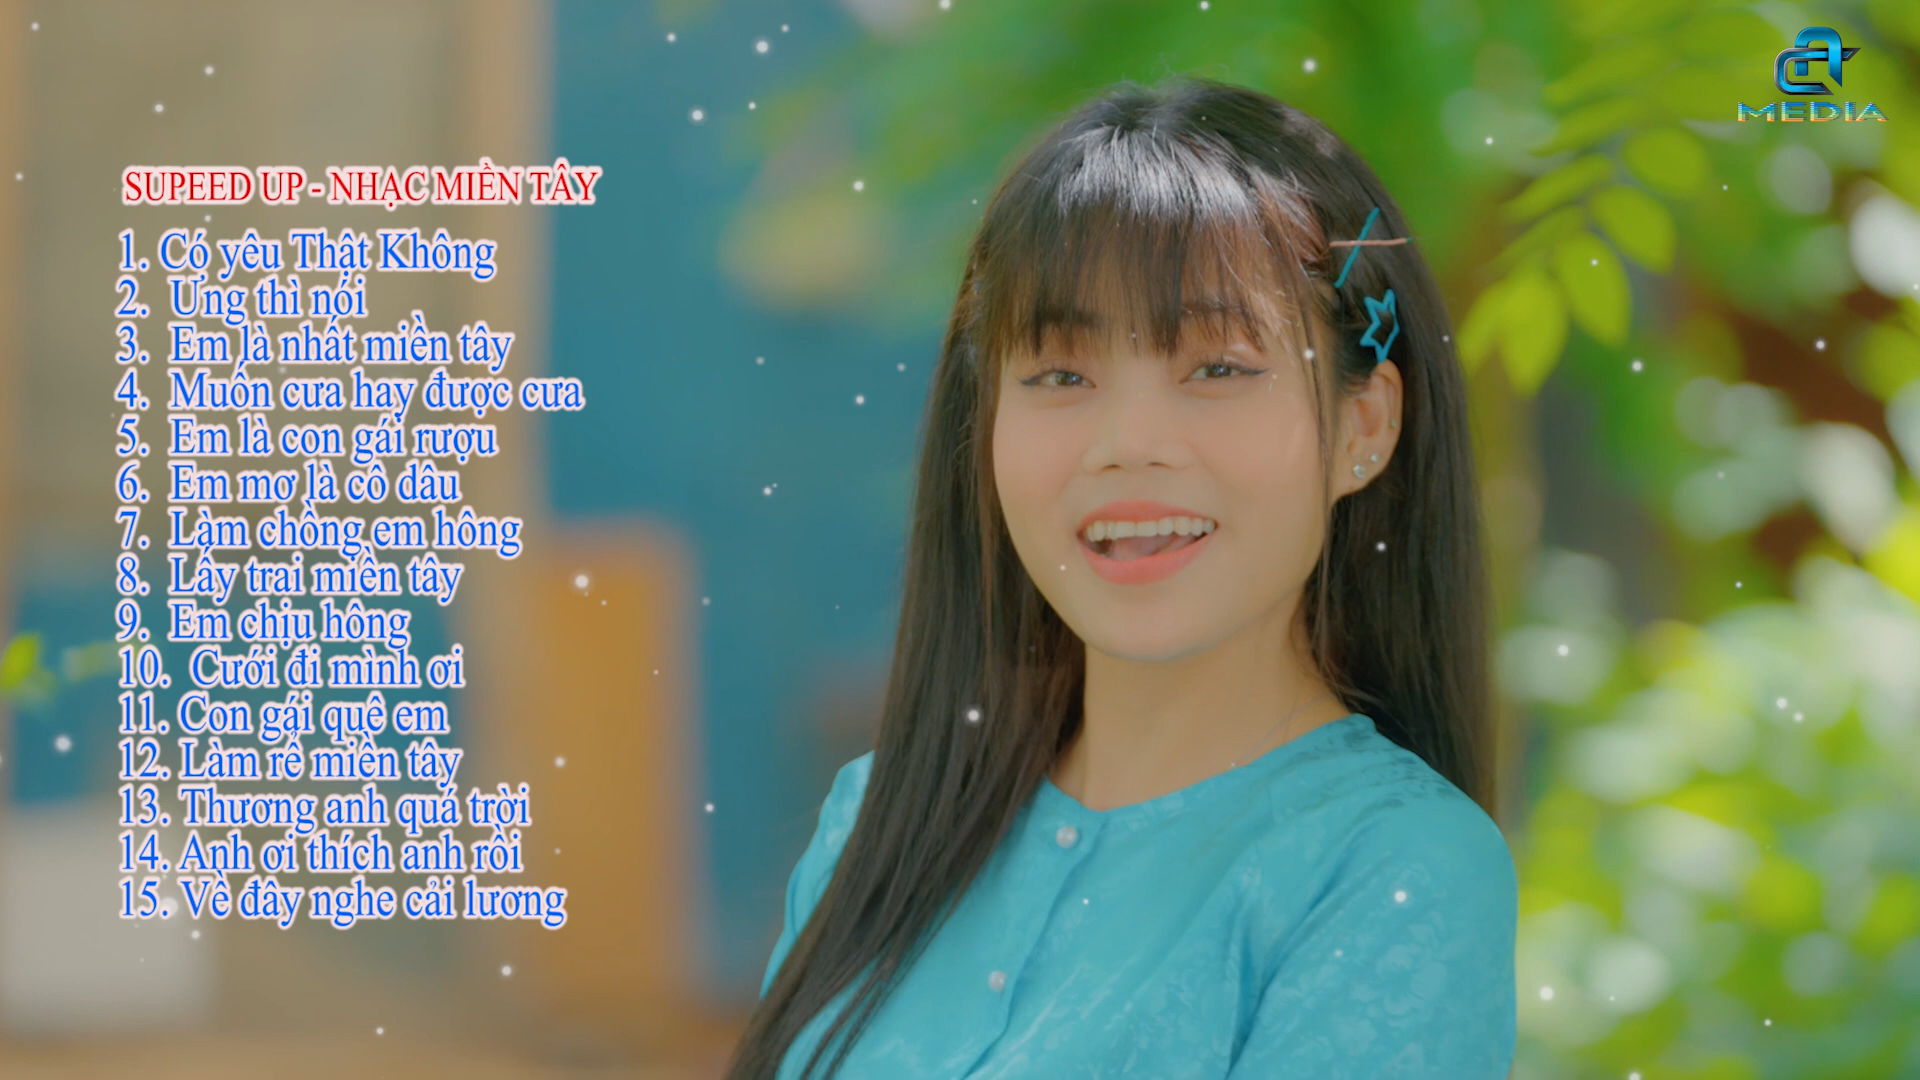 MEDIA
SUPEED UP - NHẠC MIỀN TÂY
1. Có yêu Thật Không
2. Ưng thì nói
3. Em là nhất miền tây
4. Muốn cưa hay được cưa
5. Em là con gái rượu
6. Em mơ là cô dâu
7. Làm chồng em hông
8. Lấy trai miền tây
9. Em chịu hông
10. Cưới đi mình ơi
11. Con gái quê em
12. Làm rể miền tây
13. Thương anh quá trời
14. Anh ơi thích anh rồi
15. Về đây nghe cải lương